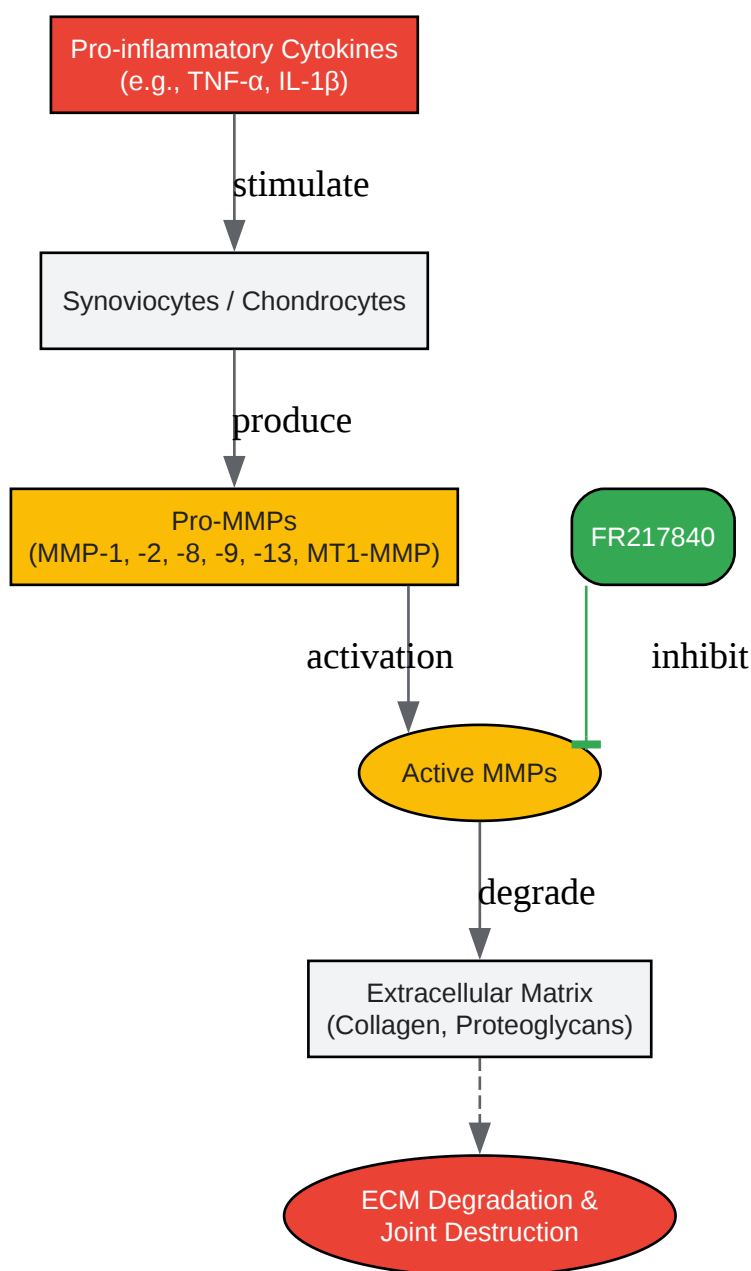 Pro-inflammatory Cytokines
(e.g., TNF-α, IL-1β)
stimulate
Synoviocytes / Chondrocytes
produce
Pro-MMPs
(MMP-1, -2, -8, -9, -13, MT1-MMP)
FR217840
activation
inhibit
Active MMPs
degrade
Extracellular Matrix
(Collagen, Proteoglycans)
ECM Degradation &
Joint Destruction